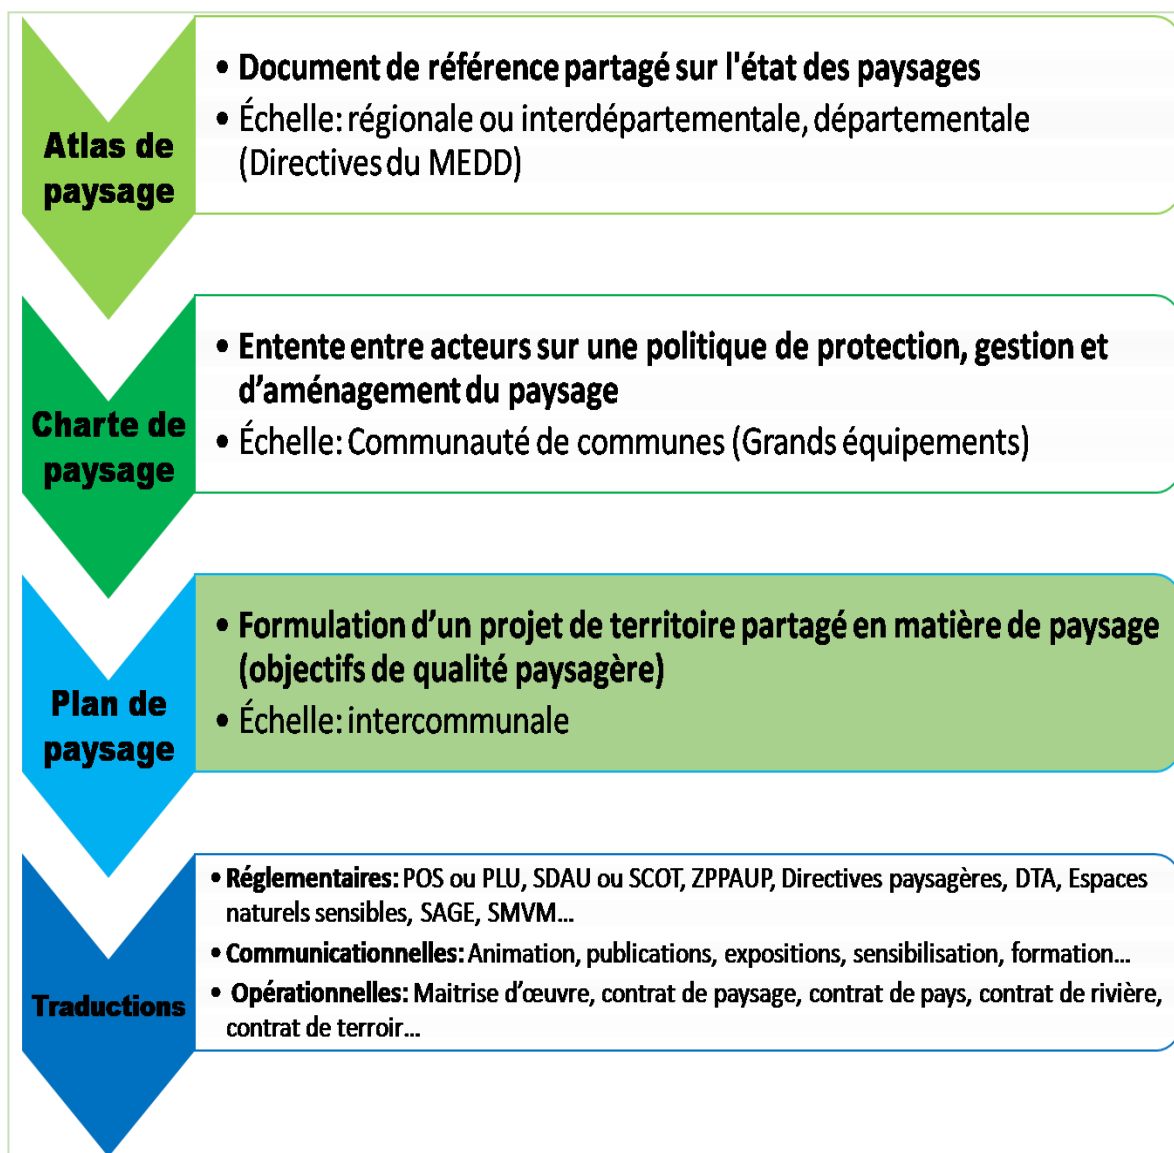 Atlas de
paysage
• Document de référence partagé sur l'état des paysages
• Échelle: régionale ou interdépartementale, départementale
(Directives du MEDD)
Charte de
paysage
• Entente entre acteurs sur une politique de protection, gestion et
d’aménagement du paysage
• Échelle: Communauté de communes (Grands équipements)
Plan de
paysage
• Formulation d’un projet de territoire partagé en matière de paysage
(objectifs de qualité paysagère)
• Échelle: intercommunale
Traductions
• Réglementaires: POS ou PLU, SDAU ou SCOT, ZPPAUP, Directives paysagères, DTA, Espaces
naturels sensibles, SAGE, SMVM...
• Communicationnelles: Animation, publications, expositions, sensibilisation, formation...
• Opérationnelles: Maitrise d’œuvre, contrat de paysage, contrat de pays, contrat de rivière,
contrat de terroir...